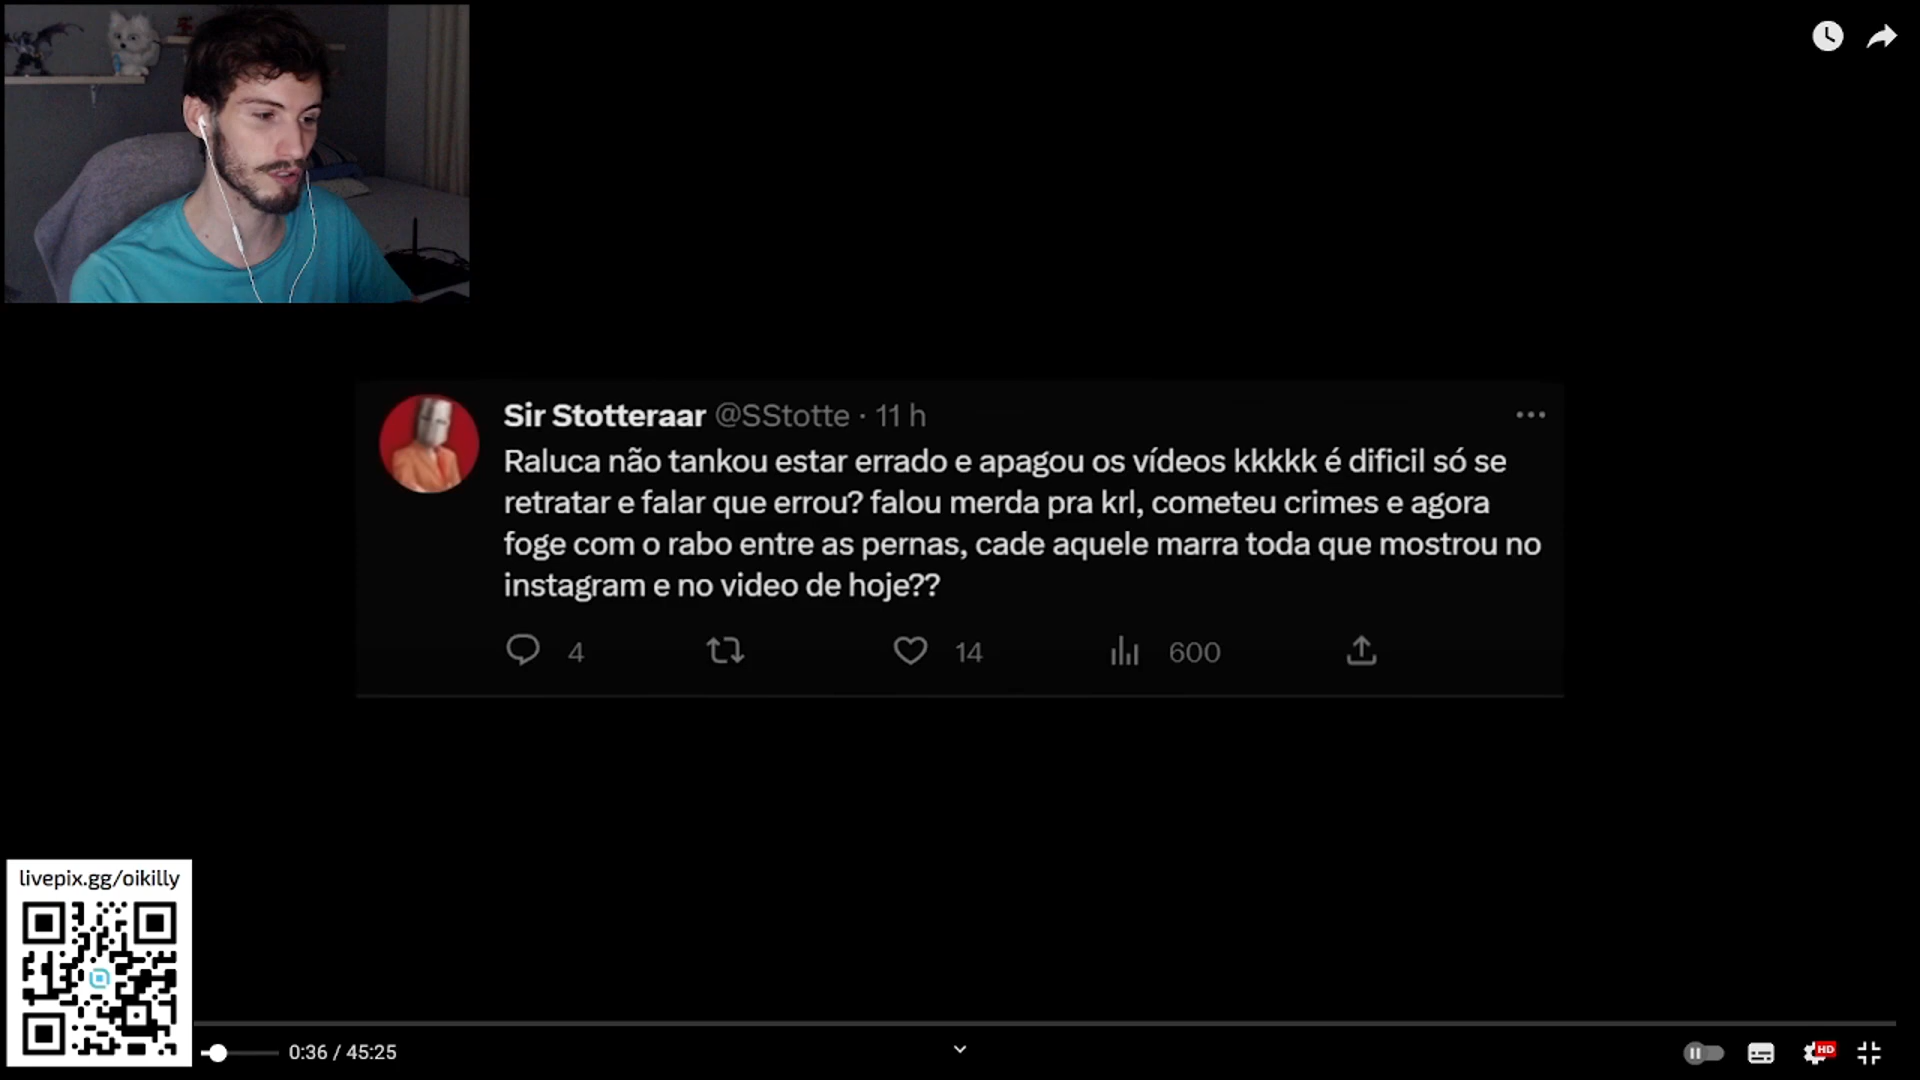 Sir Stotteraar @SStotte · 11 h
Raluca não tankou estar errado e apagou os vídeos kkkkk é dificil só se
retratar e falar que errou? falou merda pra krl, cometeu crimes e agora
foge com o rabo entre as pernas, cade aquele marra toda que mostrou no
instagram e no video de hoje??
4 14 600
livepix.gg/oikilly
0:36 / 45:25
HD